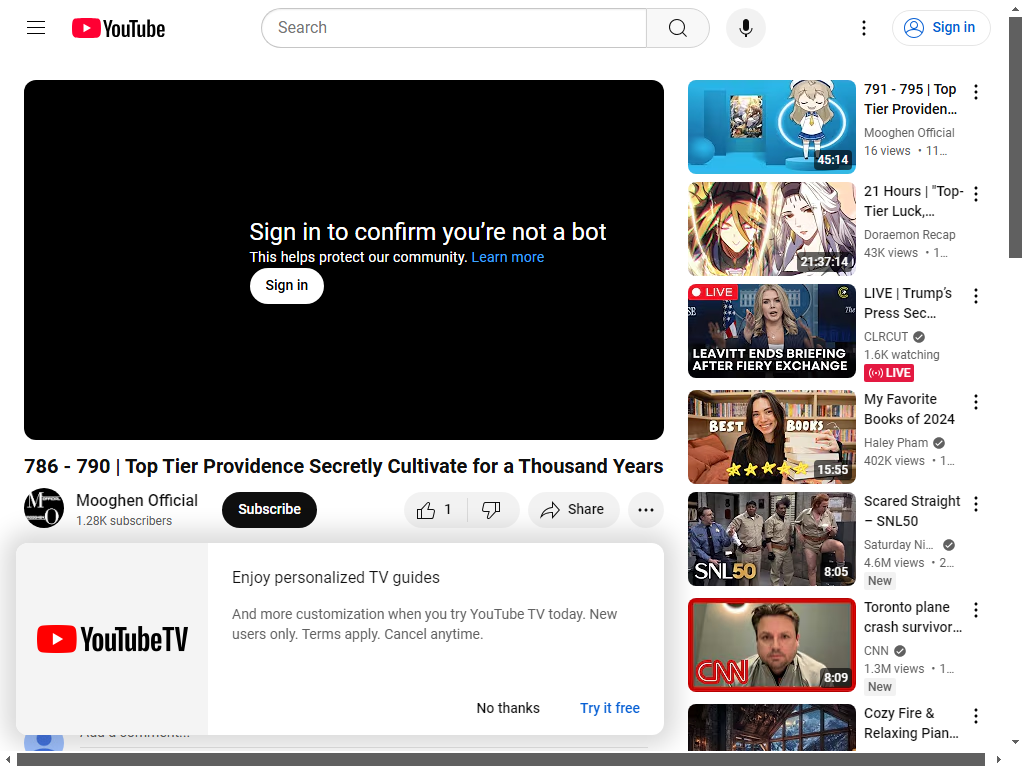 YouTube
Search
Sign in
Sign in to confirm you’re not a bot
This helps protect our community. Learn more
Sign in
786 - 790 | Top Tier Providence Secretly Cultivate for a Thousand Years
Mooghen Official
1.28K subscribers
Subscribe
1
Share
Enjoy personalized TV guides
And more customization when you try YouTube TV today. New
users only. Terms apply. Cancel anytime.
YouTubeTV
No thanks
Try it free
791 - 795 | Top
Tier Providen...
Mooghen Official
16 views • 11...
45:14
21 Hours | "Top-
Tier Luck,...
Doraemon Recap
43K views • 1...
21:37:14
LIVE
LEAVITT ENDS BRIEFING
AFTER FIERY EXCHANGE
LIVE | Trump’s
Press Sec...
CLRCUT
1.6K watching
LIVE
BEST BOOKS
15:55
My Favorite
Books of 2024
Haley Pham
402K views • 1...
SNL50
8:05
Scared Straight
– SNL50
Saturday Ni...
4.6M views • 2...
New
CNN
8:09
Toronto plane
crash survivor...
CNN
1.3M views • 1...
New
Cozy Fire &
Relaxing Pian...